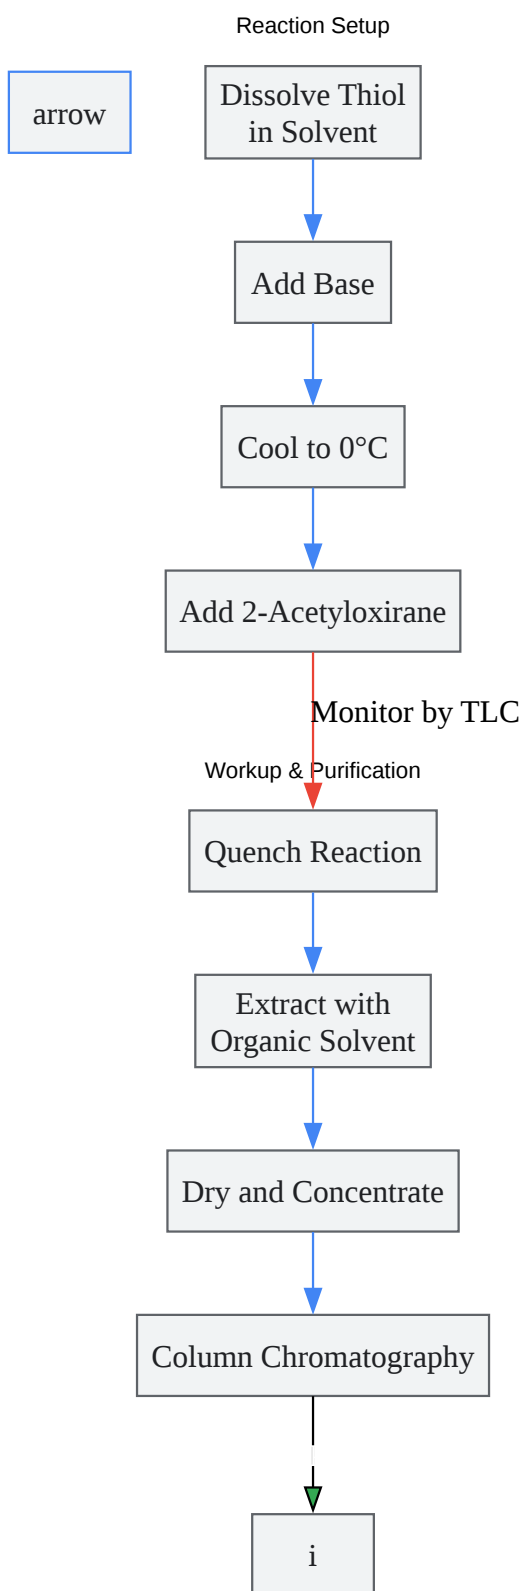 Reaction Setup
arrow
Dissolve Thiol
in Solvent
Add Base
Cool to 0°C
Add 2-Acetyloxirane
Monitor by TLC
Workup & Purification
Quench Reaction
Extract with
Organic Solvent
Dry and Concentrate
Column Chromatography
i